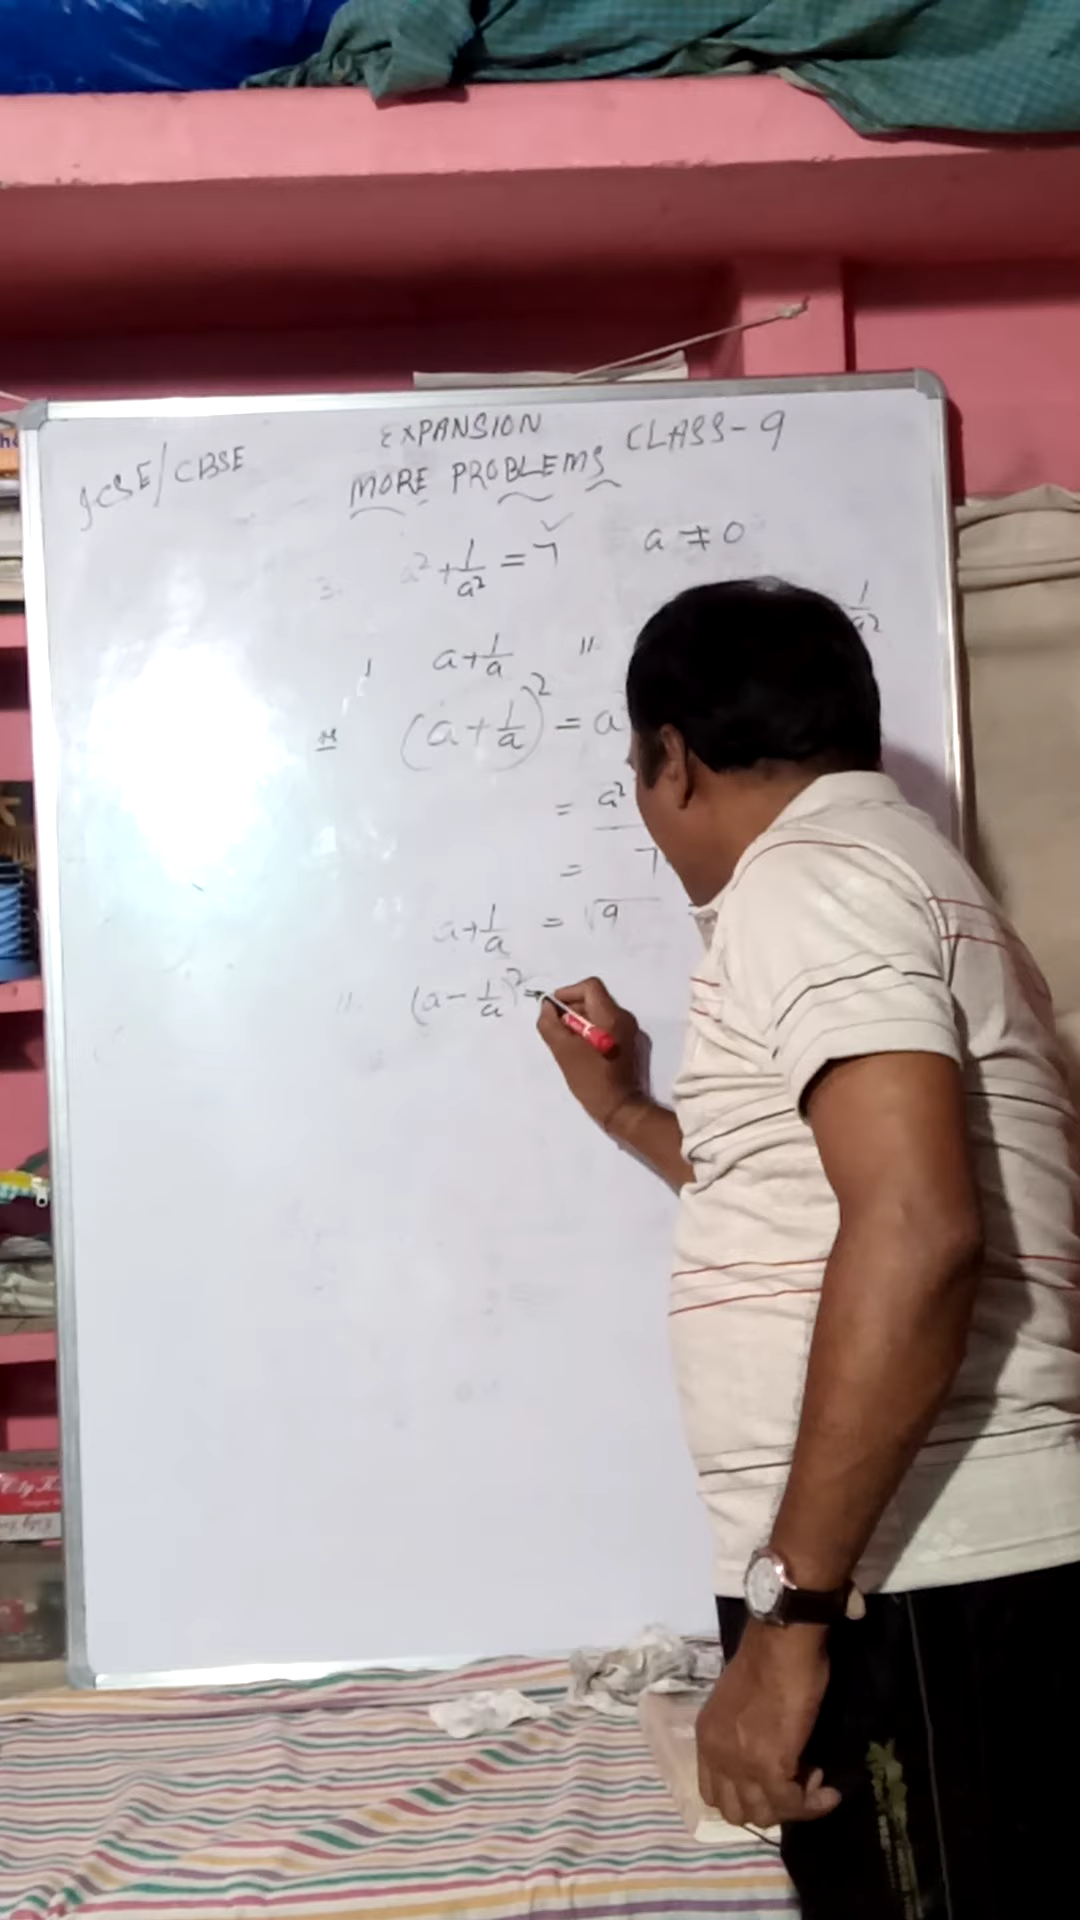 EXPANSION
ICSE/CBSE MORE PROBLEMS CLASS-9
3. a²+1/a²=7 a≠0
1/a²
I a+1/a II.
(a+1/a)²=a
= a²
= 7
a+1/a = √9
II. (a-1/a)²=